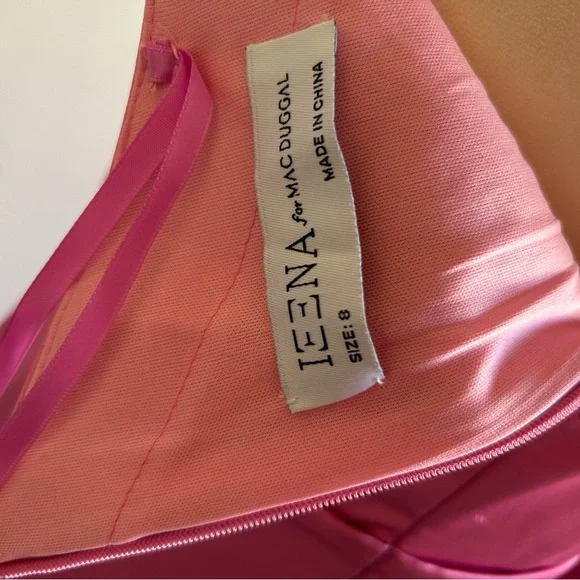 IEENA for MAC DUGGAL
SIZE: 8
MADE IN CHINA